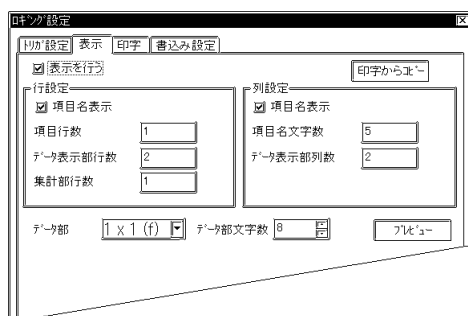 ﾛｷﾞﾝｸﾞ設定
ﾄﾘｶﾞ設定 表示 印字 書込み設定
表示を行う
印字からｺﾋﾟｰ
行設定
列設定
項目名表示
項目名表示
項目行数 1
項目名文字数 5
ﾃﾞｰﾀ表示部行数 2
ﾃﾞｰﾀ表示部列数 2
集計部行数 1
ﾃﾞｰﾀ部 1 x 1 (f) ﾃﾞｰﾀ部文字数 8 ﾌﾟﾚﾋﾞｭｰ